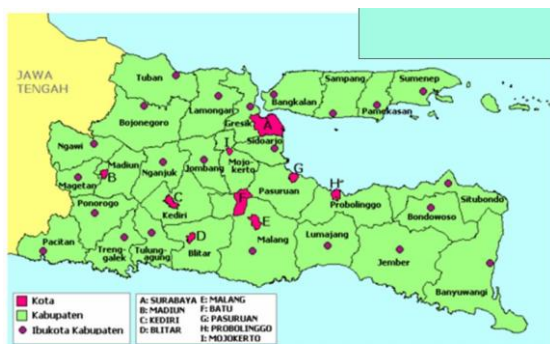 JAWA
TENGAH
Tuban
Lamongan
Bojonegoro
Gresik
A
Bangkalan
Sampang
Pamekasan
Sumenep
Ngawi
Madiun
B
Magetan
Nganjuk
Jombang
I
Mojo-
kerto
Sidoarjo
Ponorogo
C
Kediri
F
G
Pasuruan
H
Probolinggo
Situbondo
Bondowoso
E
Pacitan
Treng-
galek
Tulung-
agung
D
Blitar
Malang
Lumajang
Jember
Banyuwangi
Kota
Kabupaten
Ibukota Kabupaten
A: SURABAYA
B: MADIUN
C: KEDIRI
D: BLITAR
E: MALANG
F: BATU
G: PASURUAN
H: PROBOLINGGO
I: MOJOKERTO